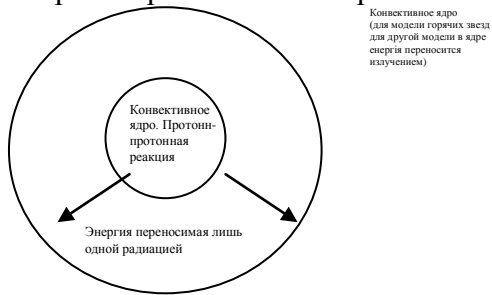 Конвективное ядро
(для модели горячих звезд
для другой модели в ядре
енергія переносится
излучением)
Конвективное
ядро. Протонн-
протонная
реакция
Энергия переносимая лишь
одной радиацией